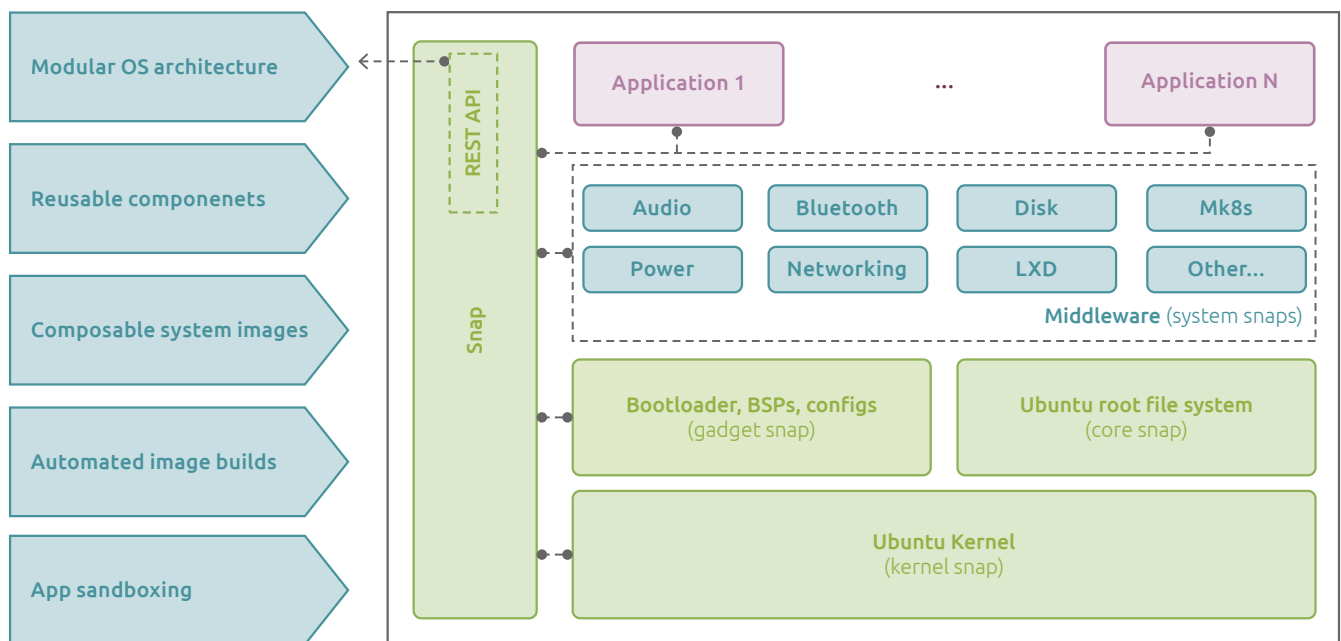 Modular OS architecture
Reusable componenets
Composable system images
Automated image builds
App sandboxing
REST API
Snap
Application 1
...
Application N
Audio
Bluetooth
Disk
Mk8s
Power
Networking
LXD
Other...
Middleware (system snaps)
Bootloader, BSPs, configs
(gadget snap)
Ubuntu root file system
(core snap)
Ubuntu Kernel
(kernel snap)